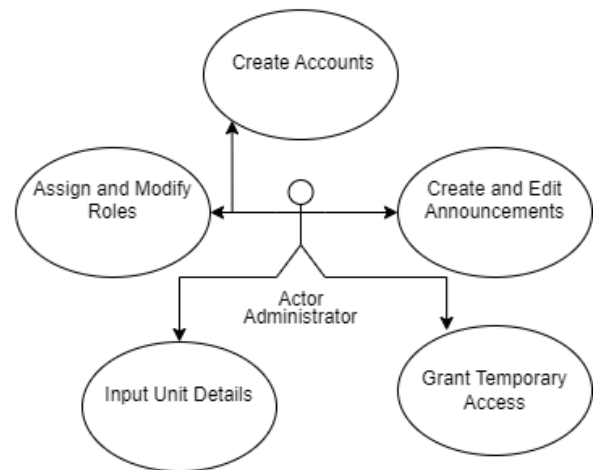 Create Accounts
Assign and Modify
Roles
Create and Edit
Announcements
Actor
Administrator
Input Unit Details
Grant Temporary
Access